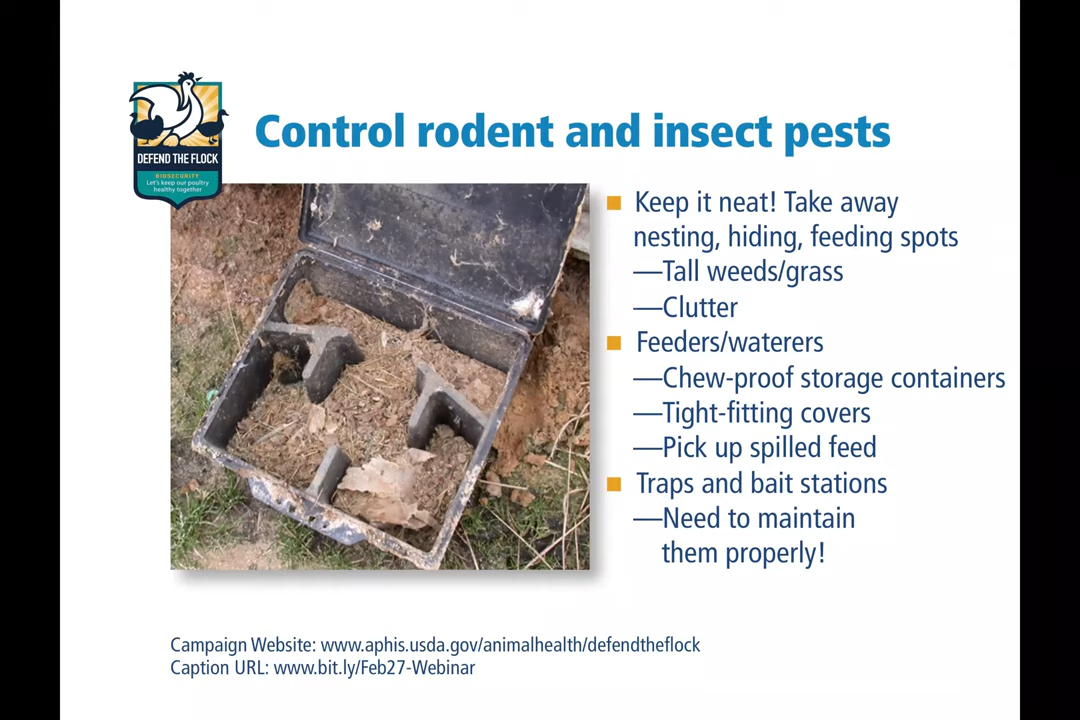 DEFEND THE FLOCK
BIOSECURITY
Let's keep our poultry
healthy together
Control rodent and insect pests
■ Keep it neat! Take away
nesting, hiding, feeding spots
—Tall weeds/grass
—Clutter
■ Feeders/waterers
—Chew-proof storage containers
—Tight-fitting covers
—Pick up spilled feed
■ Traps and bait stations
—Need to maintain
them properly!
Campaign Website: www.aphis.usda.gov/animalhealth/defendtheflock
Caption URL: www.bit.ly/Feb27-Webinar